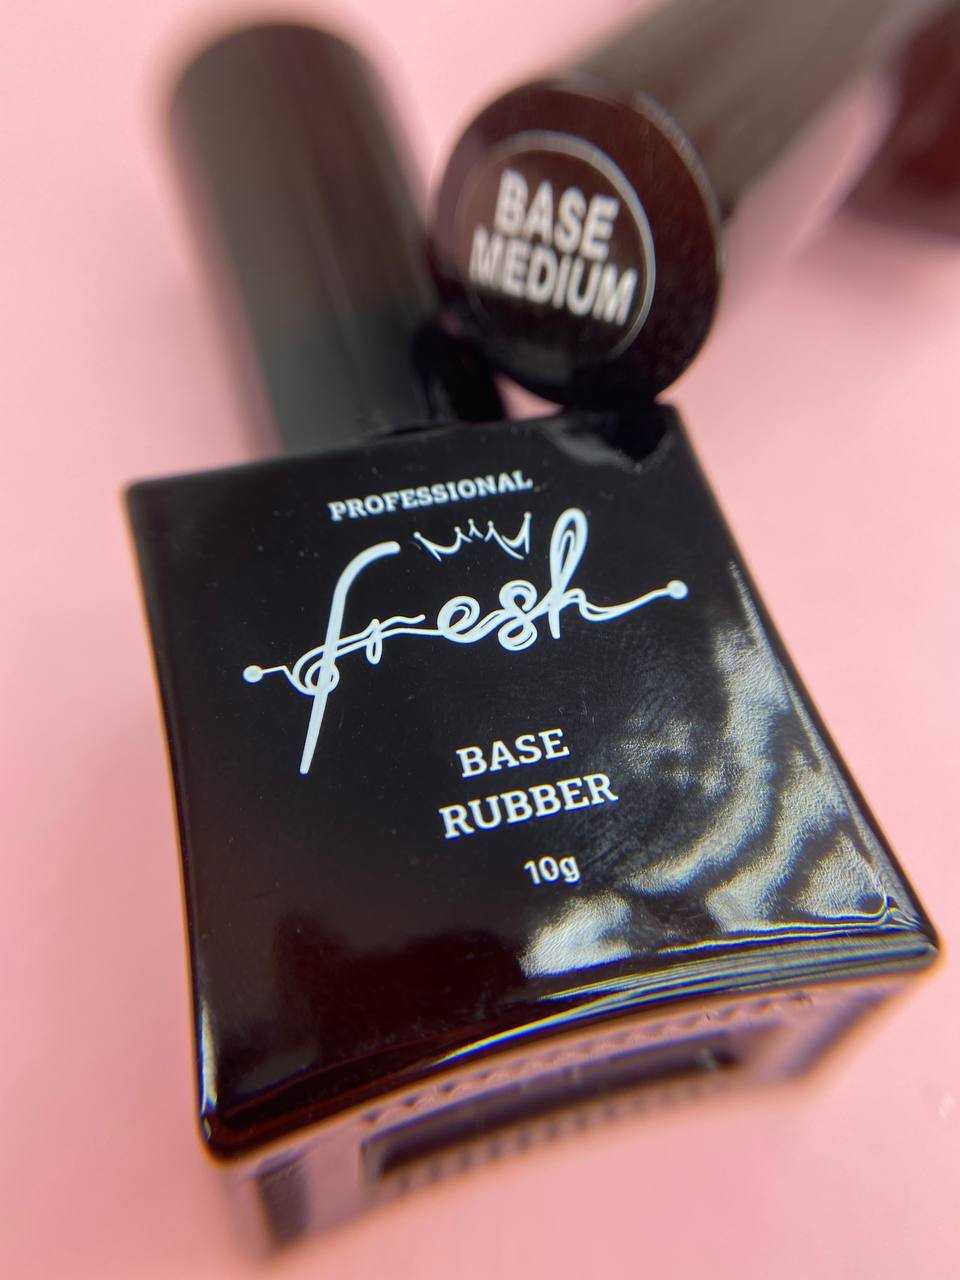 BASE
MEDIUM
PROFESSIONAL
fresh
BASE
RUBBER
10g